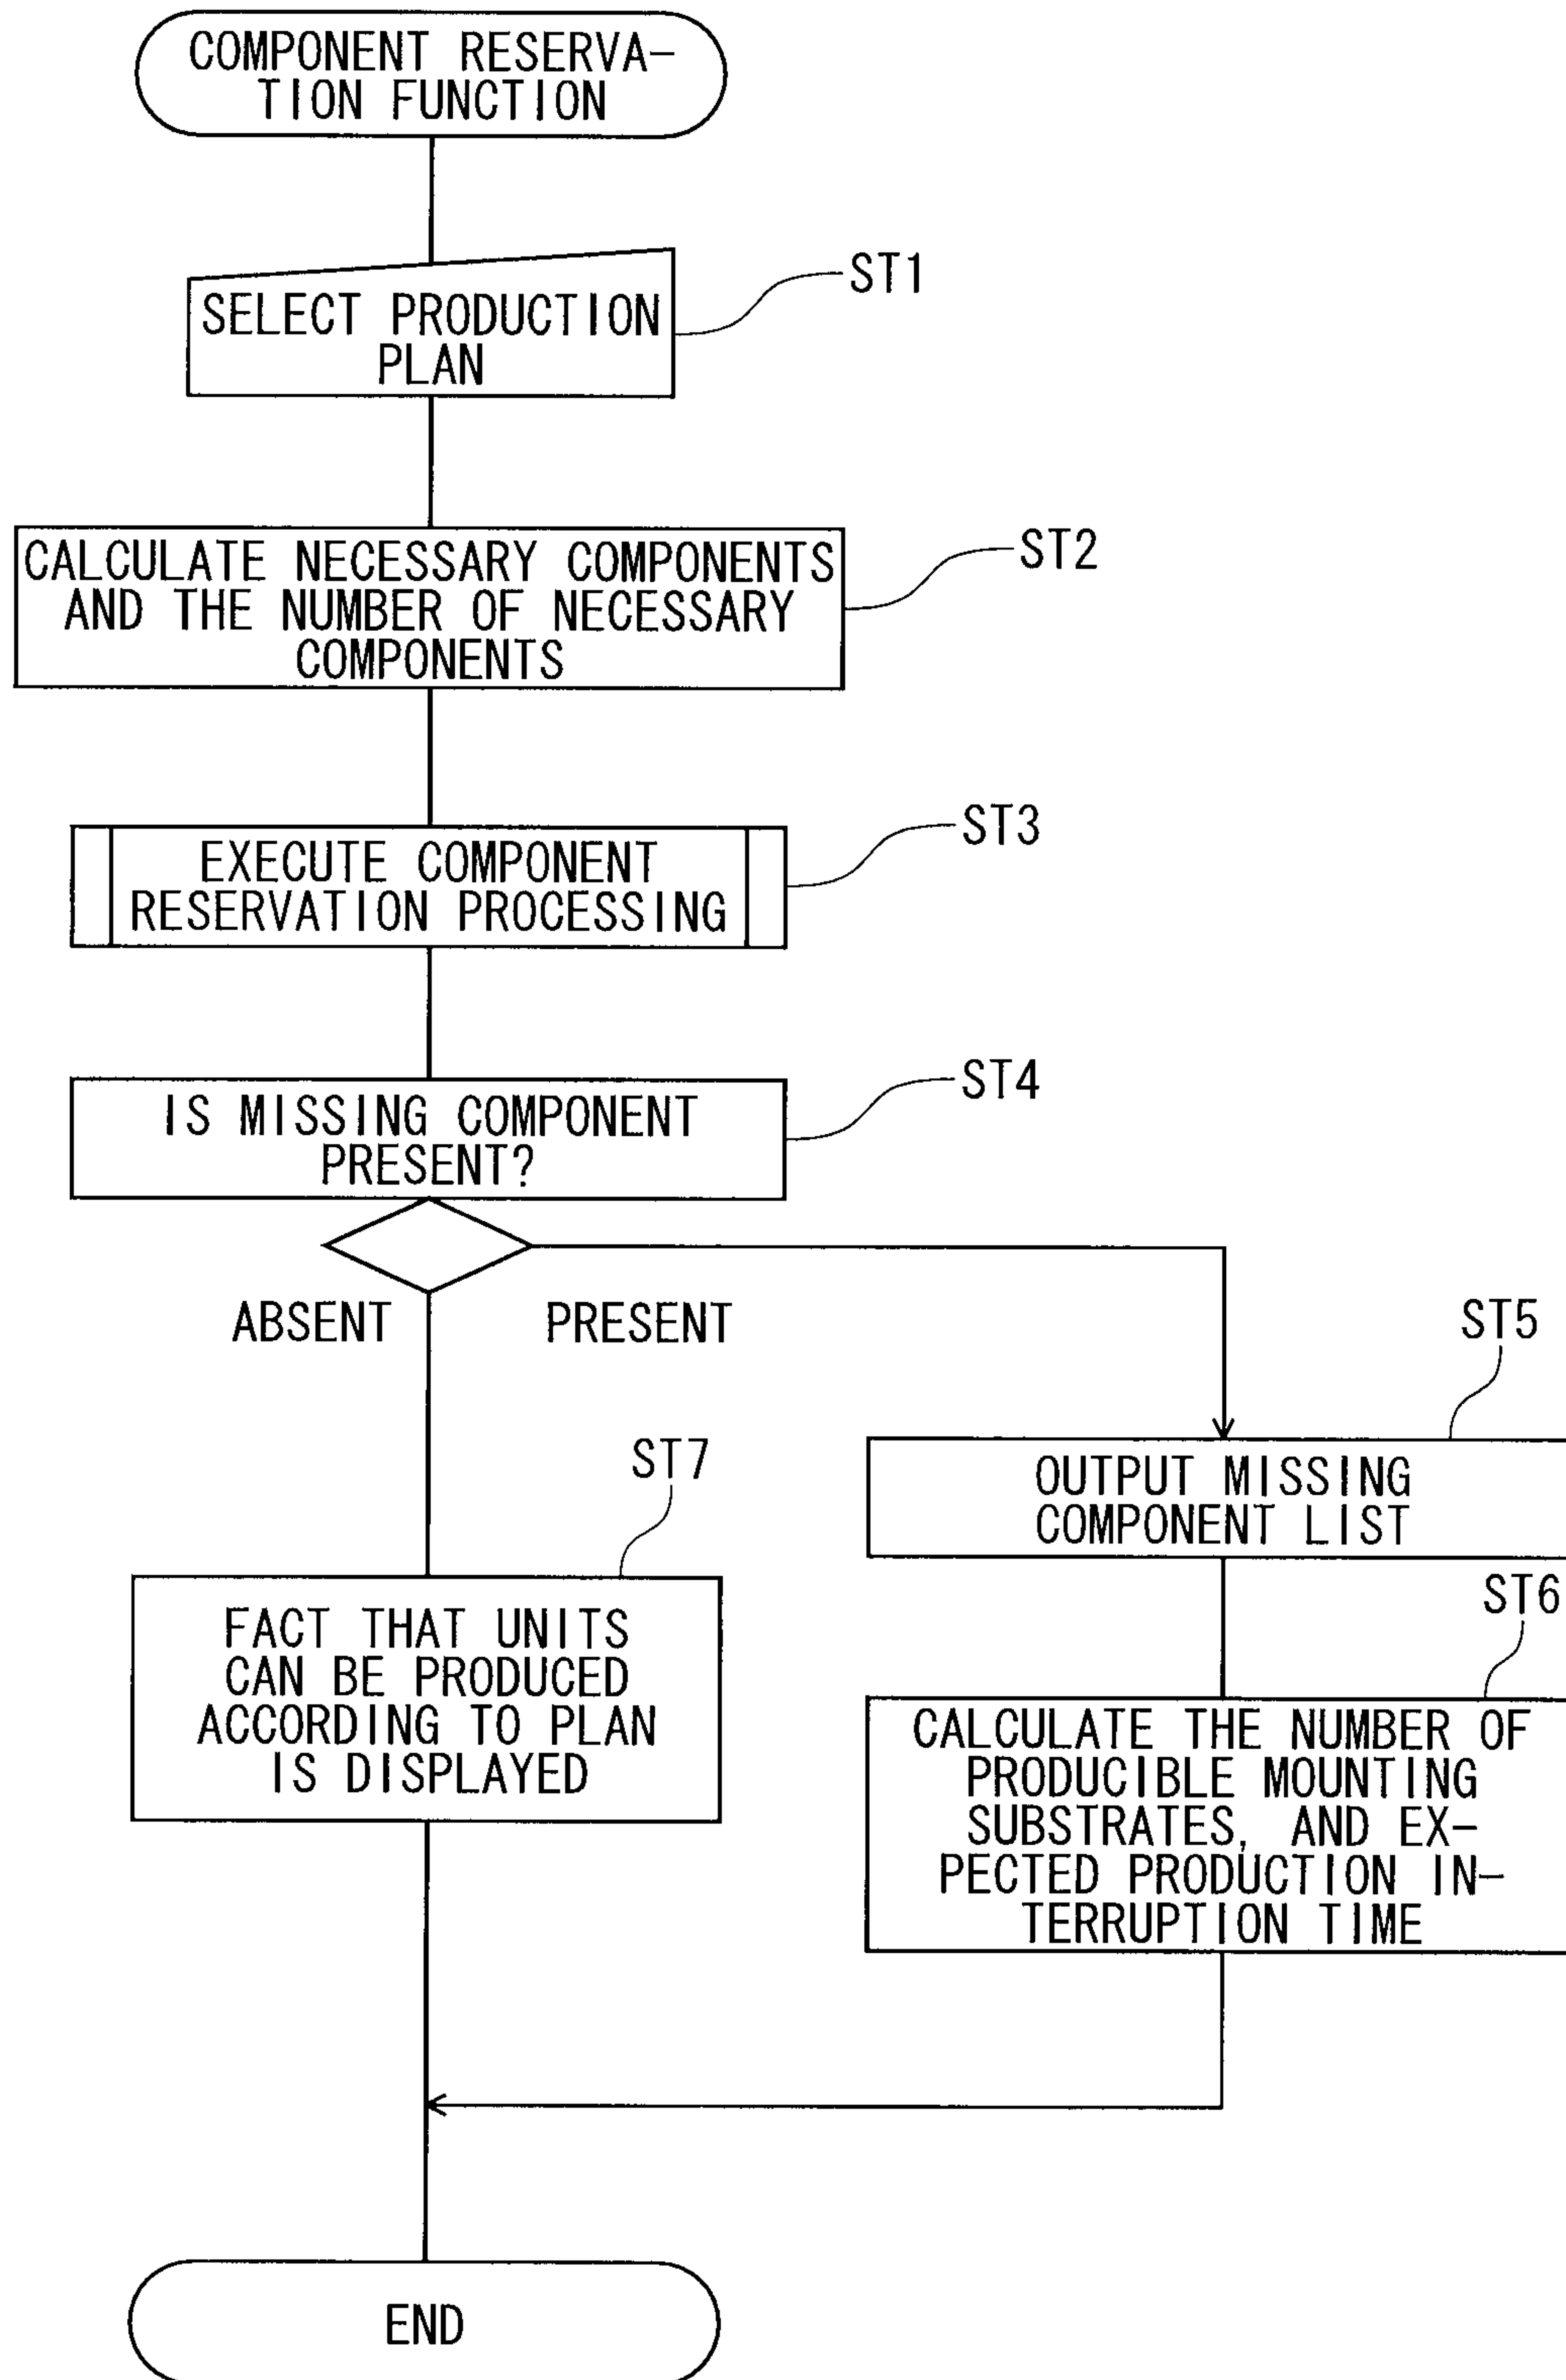 COMPONENT RESERVA-
TION FUNCTION
SELECT PRODUCTION
PLAN
ST1
CALCULATE NECESSARY COMPONENTS
AND THE NUMBER OF NECESSARY
COMPONENTS
ST2
EXECUTE COMPONENT
RESERVATION PROCESSING
ST3
IS MISSING COMPONENT
PRESENT?
ST4
ABSENT
PRESENT
ST5
OUTPUT MISSING
COMPONENT LIST
ST7
FACT THAT UNITS
CAN BE PRODUCED
ACCORDING TO PLAN
IS DISPLAYED
ST6
CALCULATE THE NUMBER OF
PRODUCIBLE MOUNTING
SUBSTRATES, AND EX-
PECTED PRODUCTION IN-
TERRUPTION TIME
END